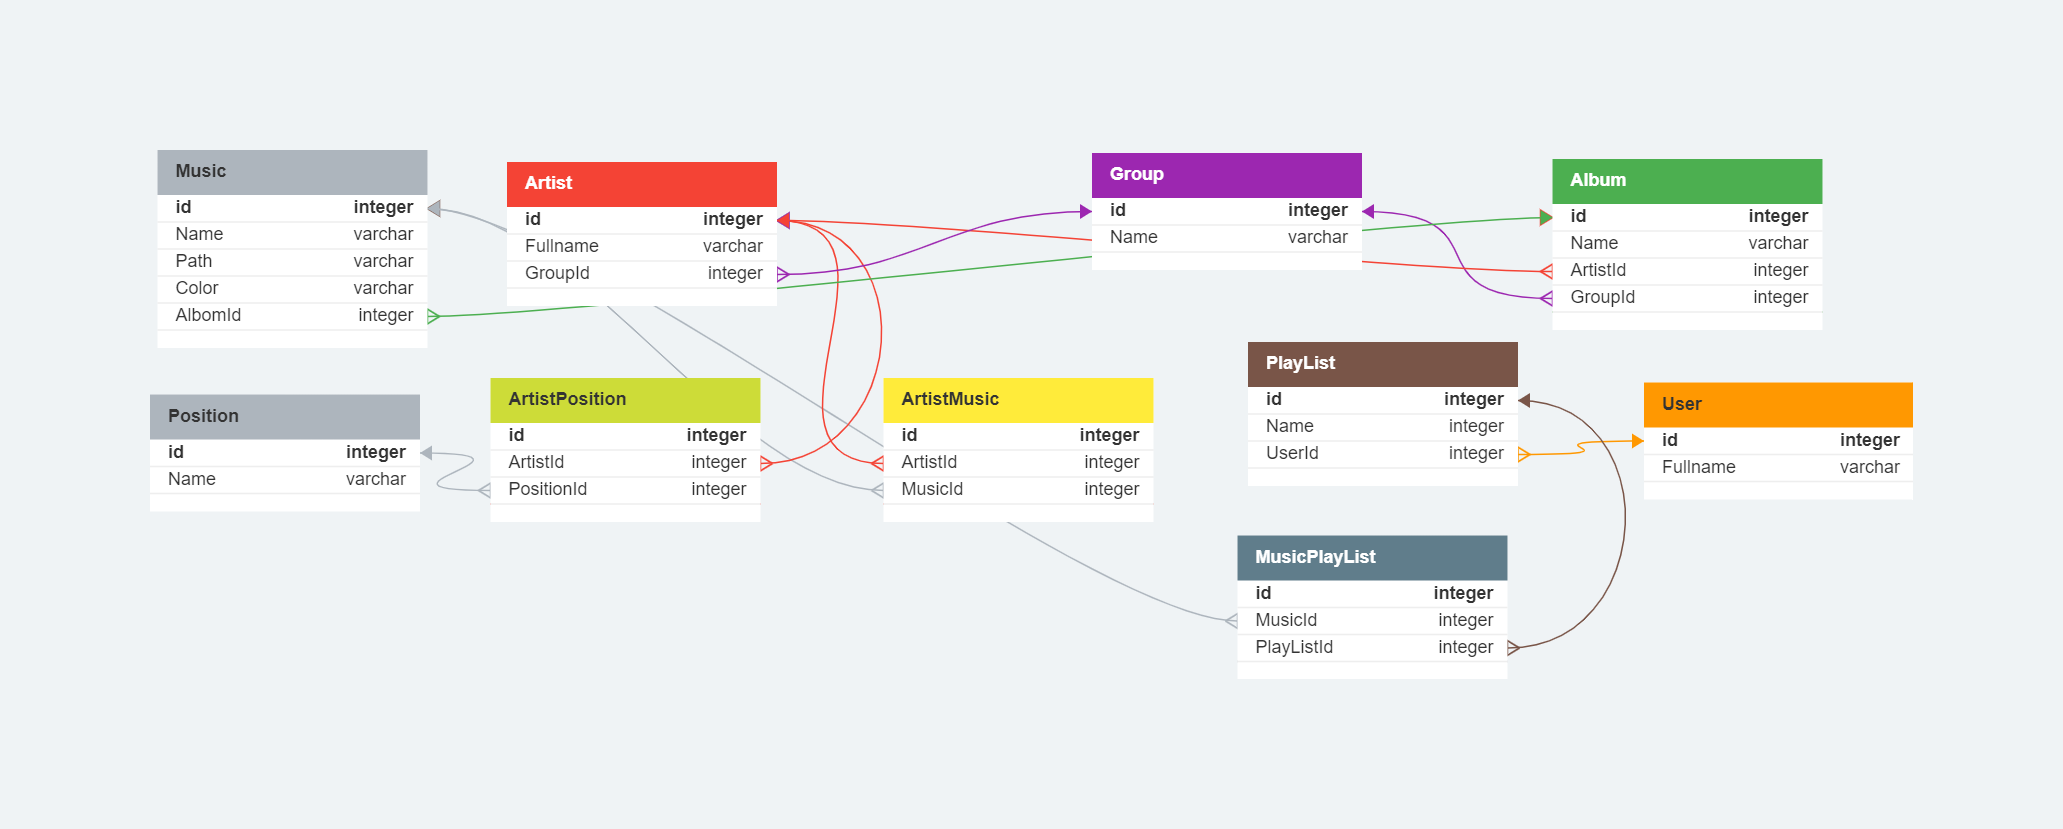 Music
id integer
Name varchar
Path varchar
Color varchar
AlbomId integer
Artist
id integer
Fullname varchar
GroupId integer
Group
id integer
Name varchar
Album
id integer
Name varchar
ArtistId integer
GroupId integer
Position
id integer
Name varchar
ArtistPosition
id integer
ArtistId integer
PositionId integer
ArtistMusic
id integer
ArtistId integer
MusicId integer
PlayList
id integer
Name integer
UserId integer
User
id integer
Fullname varchar
MusicPlayList
id integer
MusicId integer
PlayListId integer